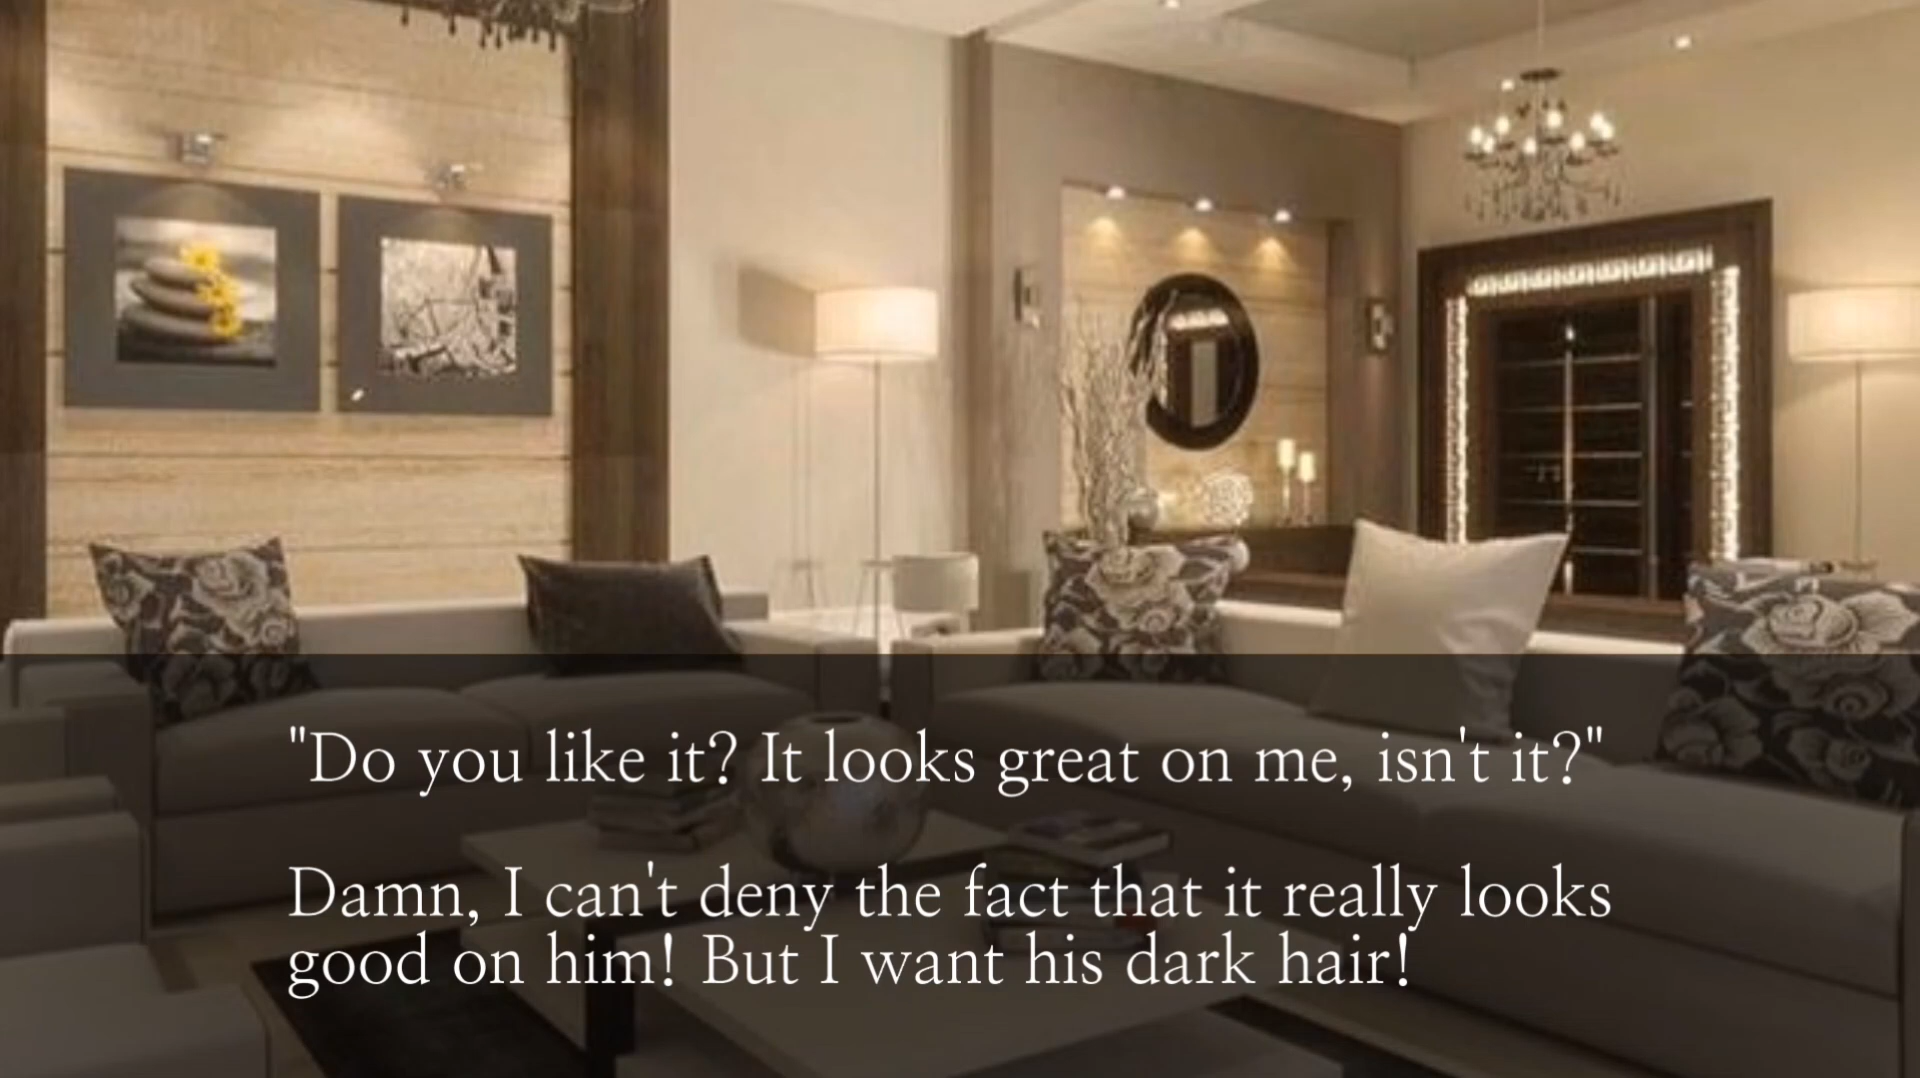 "Do you like it? It looks great on me, isn't it?"
Damn, I can't deny the fact that it really looks
good on him! But I want his dark hair!